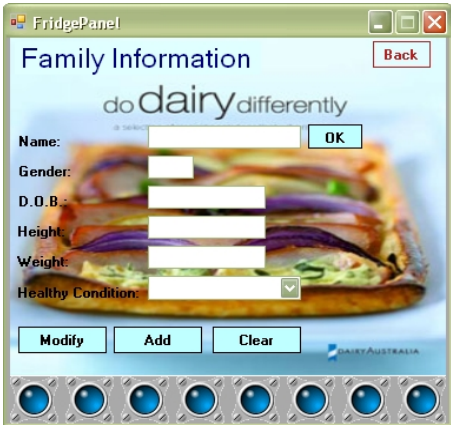 FridgePanel
Family Information
Back
do dairy differently
Name:
OK
Gender:
D.O.B.:
Height:
Weight:
Healthy Condition:
Modify Add Clear
DAIRY AUSTRALIA